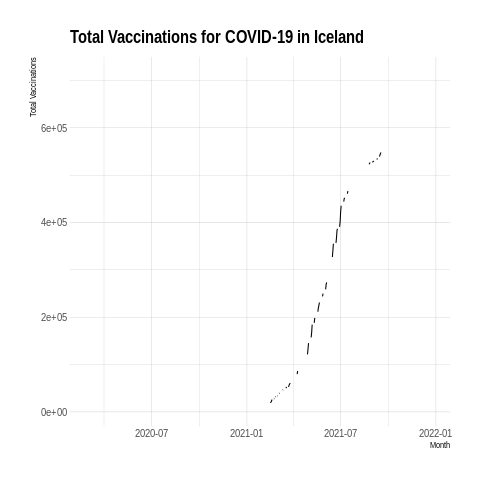 Total Vaccinations for COVID-19 in Iceland
Total Vaccinations
6e+05
4e+05
2e+05
0e+00
2020-07
2021-01
2021-07
2022-01
Month